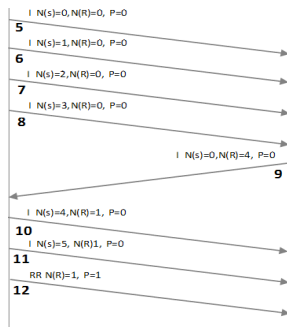 I N(s)=0,N(R)=0, P=0
5
I N(s)=1,N(R)=0, P=0
6
I N(s)=2,N(R)=0, P=0
7
I N(s)=3,N(R)=0, P=0
8
I N(s)=0,N(R)=4, P=0
9
I N(s)=4,N(R)=1, P=0
10
I N(s)=5, N(R)1, P=0
11
RR N(R)=1, P=1
12